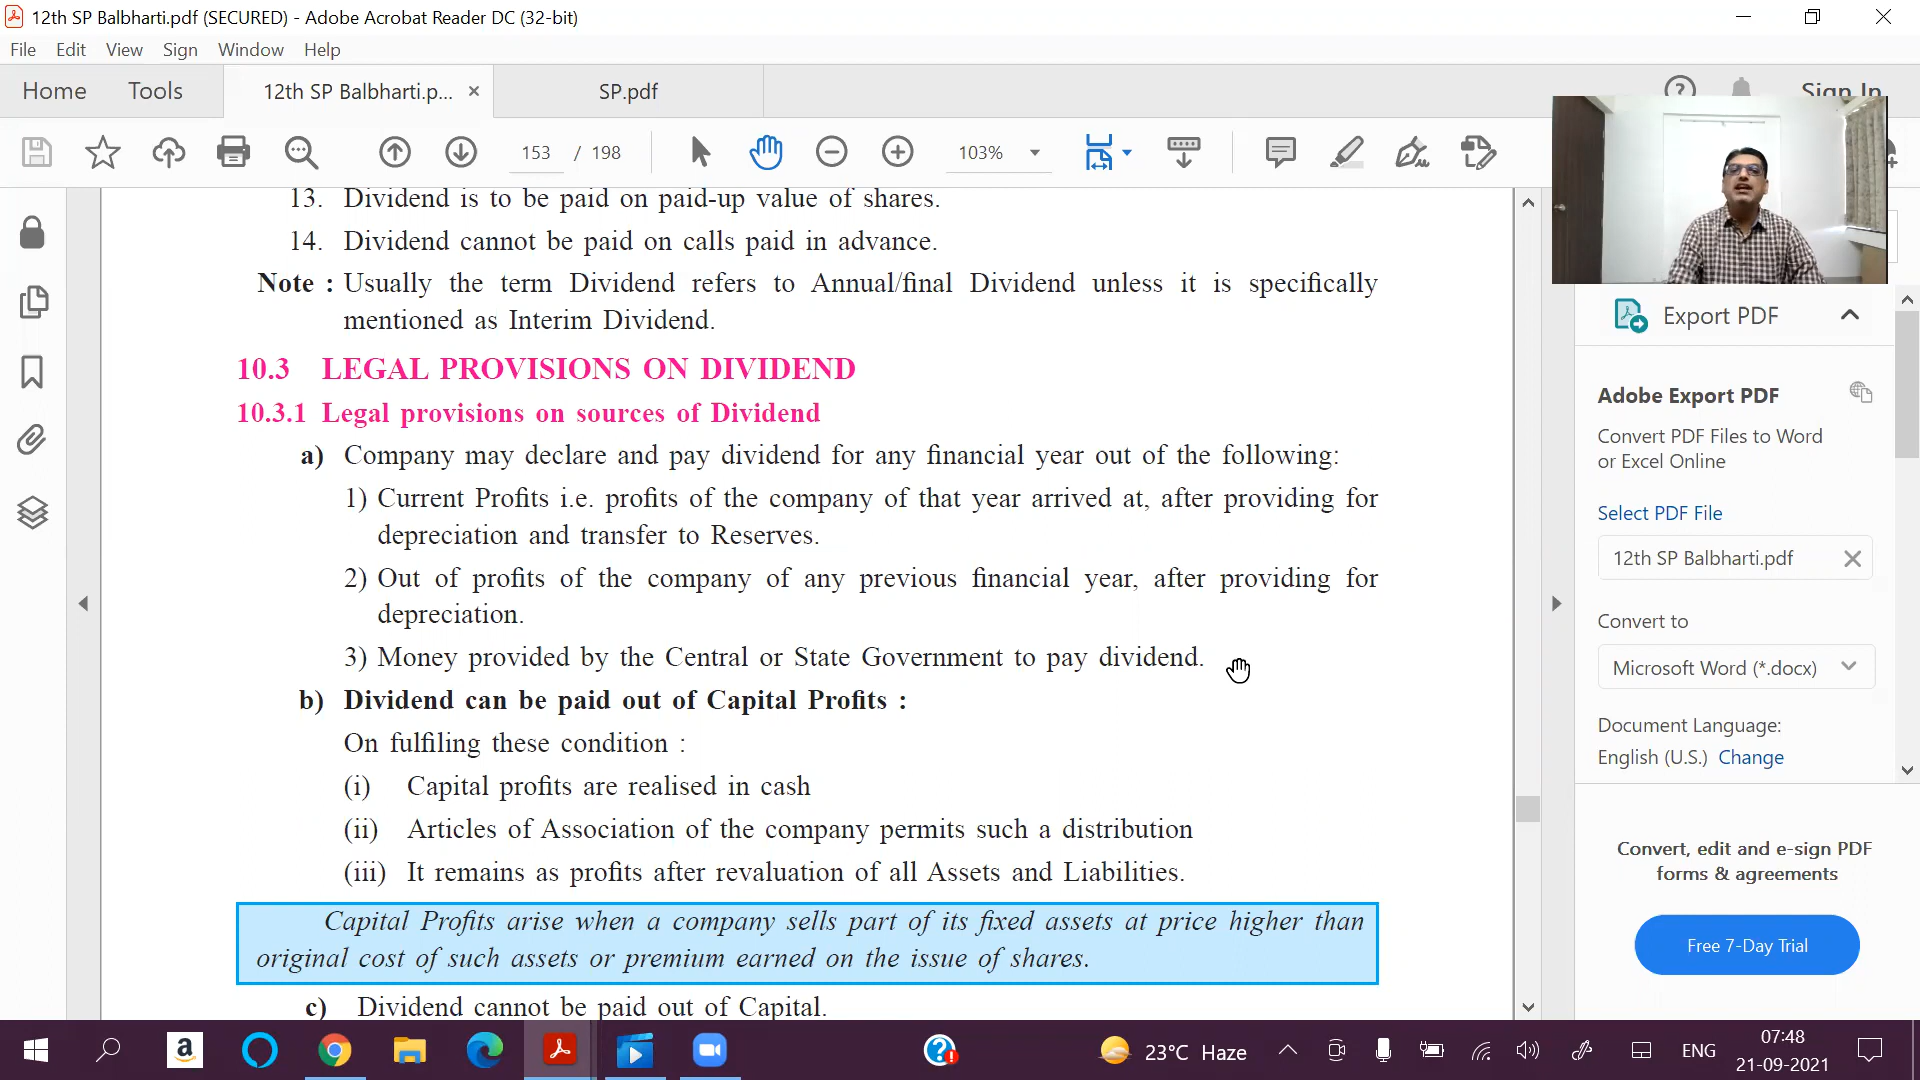 12th SP Balbharti.pdf (SECURED) - Adobe Acrobat Reader DC (32-bit)
File Edit View Sign Window Help
Home Tools 12th SP Balbharti.p... × SP.pdf Sign In
153 / 198 103%
13. Dividend is to be paid on paid-up value of shares.
14. Dividend cannot be paid on calls paid in advance.
Note : Usually the term Dividend refers to Annual/final Dividend unless it is specifically
mentioned as Interim Dividend.
10.3 LEGAL PROVISIONS ON DIVIDEND
10.3.1 Legal provisions on sources of Dividend
a) Company may declare and pay dividend for any financial year out of the following:
1) Current Profits i.e. profits of the company of that year arrived at, after providing for
depreciation and transfer to Reserves.
2) Out of profits of the company of any previous financial year, after providing for
depreciation.
3) Money provided by the Central or State Government to pay dividend.
b) Dividend can be paid out of Capital Profits :
On fulfiling these condition :
(i) Capital profits are realised in cash
(ii) Articles of Association of the company permits such a distribution
(iii) It remains as profits after revaluation of all Assets and Liabilities.
Capital Profits arise when a company sells part of its fixed assets at price higher than
original cost of such assets or premium earned on the issue of shares.
c) Dividend cannot be paid out of Capital.
Export PDF
Adobe Export PDF
Convert PDF Files to Word
or Excel Online
Select PDF File
12th SP Balbharti.pdf
Convert to
Microsoft Word (*.docx)
Document Language:
English (U.S.) Change
Convert, edit and e-sign PDF
forms & agreements
Free 7-Day Trial
23°C Haze ENG 07:48
21-09-2021